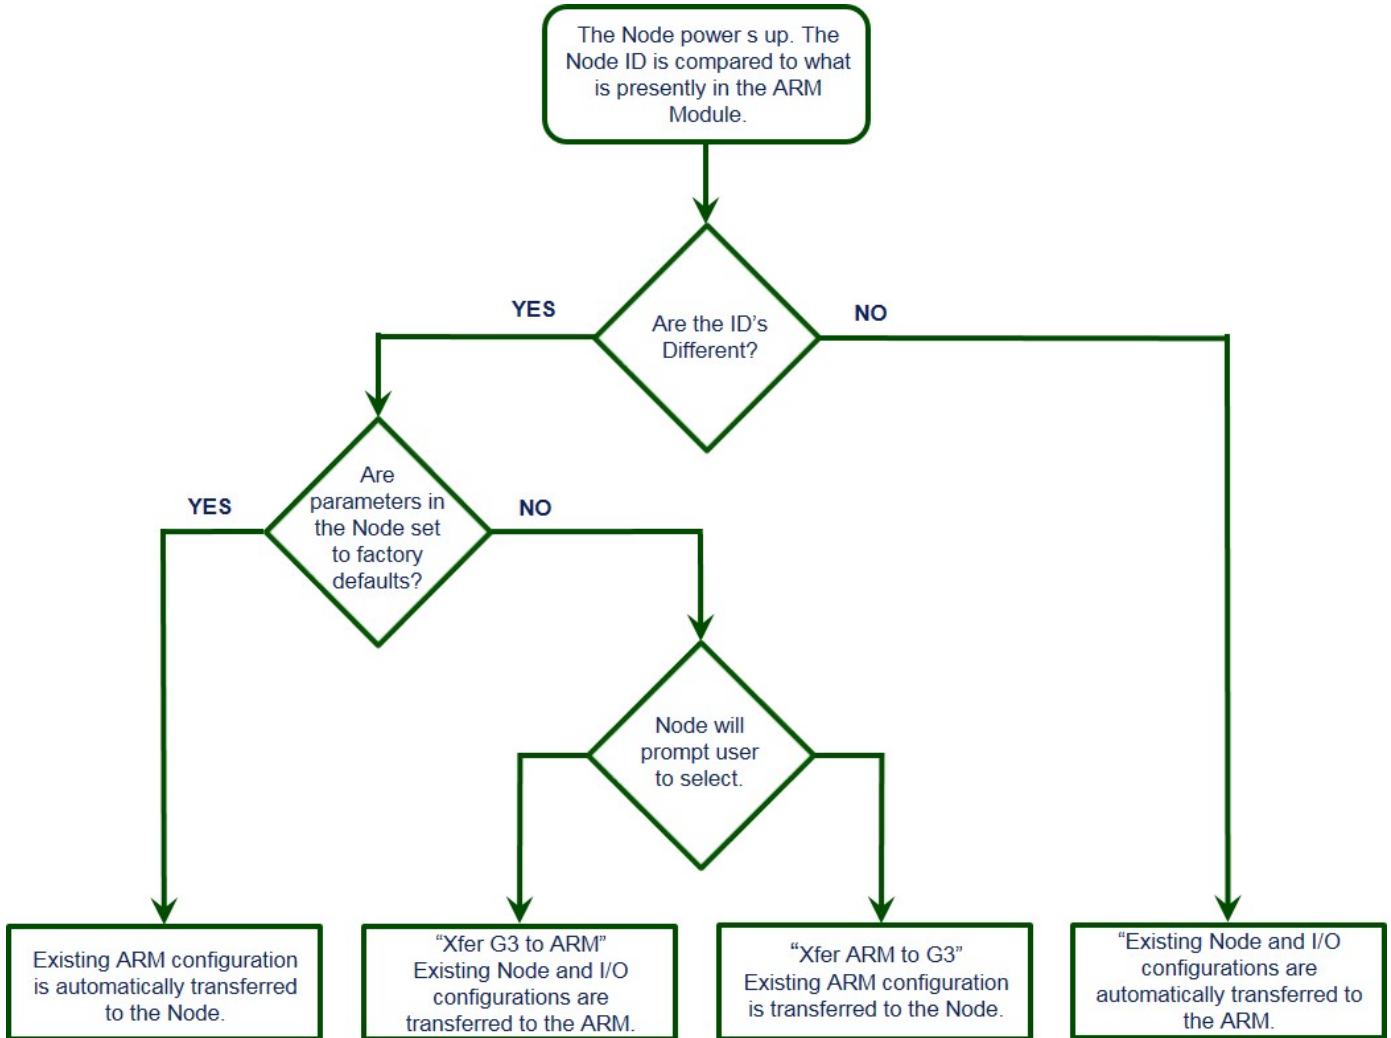 The Node power s up. The
Node ID is compared to what
is presently in the ARM
Module.
YES
NO
Are the ID's
Different?
Are
parameters in
the Node set
to factory
defaults?
YES
NO
Node will
prompt user
to select.
Existing ARM configuration
is automatically transferred
to the Node.
“Xfer G3 to ARM”
Existing Node and I/O
configurations are
transferred to the ARM.
“Xfer ARM to G3”
Existing ARM configuration
is transferred to the Node.
“Existing Node and I/O
configurations are
automatically transferred to
the ARM.